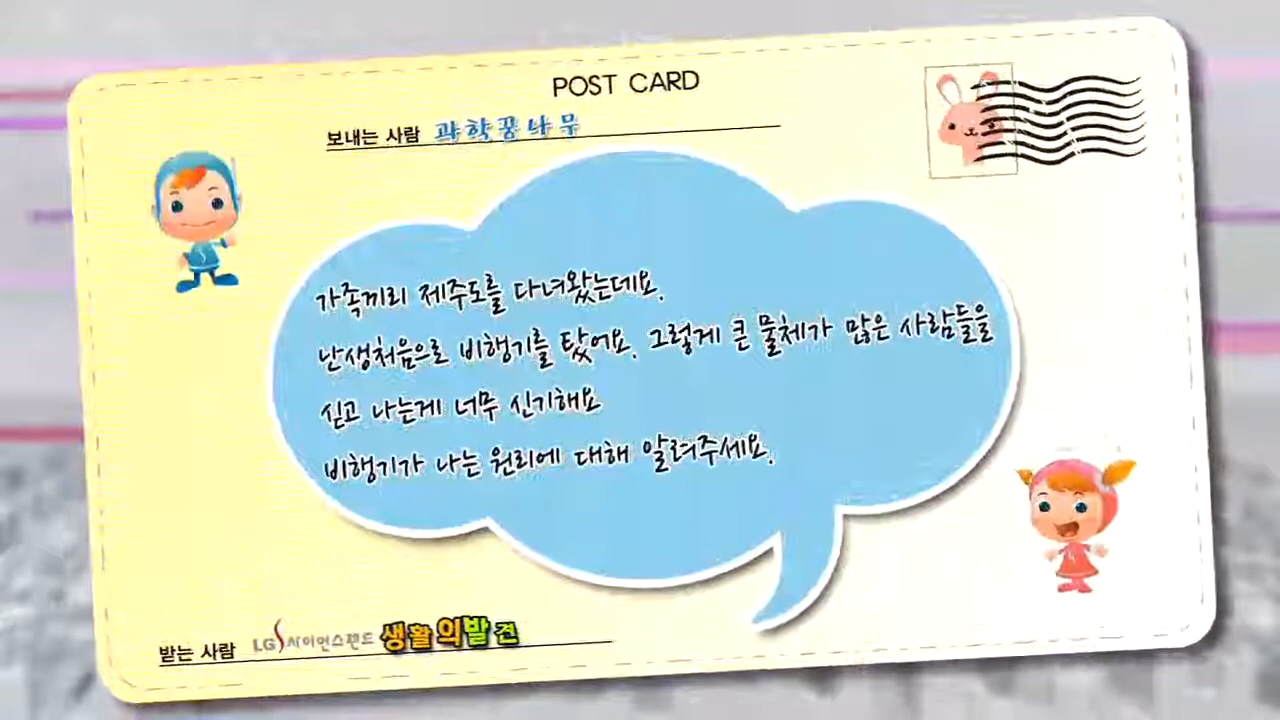 POST CARD
보내는 사람 과학꿈나무
가족끼리 제주도를 다녀왔는데요.
난생처음으로 비행기를 탔어요. 그렇게 큰 물체가 많은 사람들을
싣고 나는게 너무 신기해요
비행기가 나는 원리에 대해 알려주세요.
받는 사람 LG사이언스랜드 생활의발견